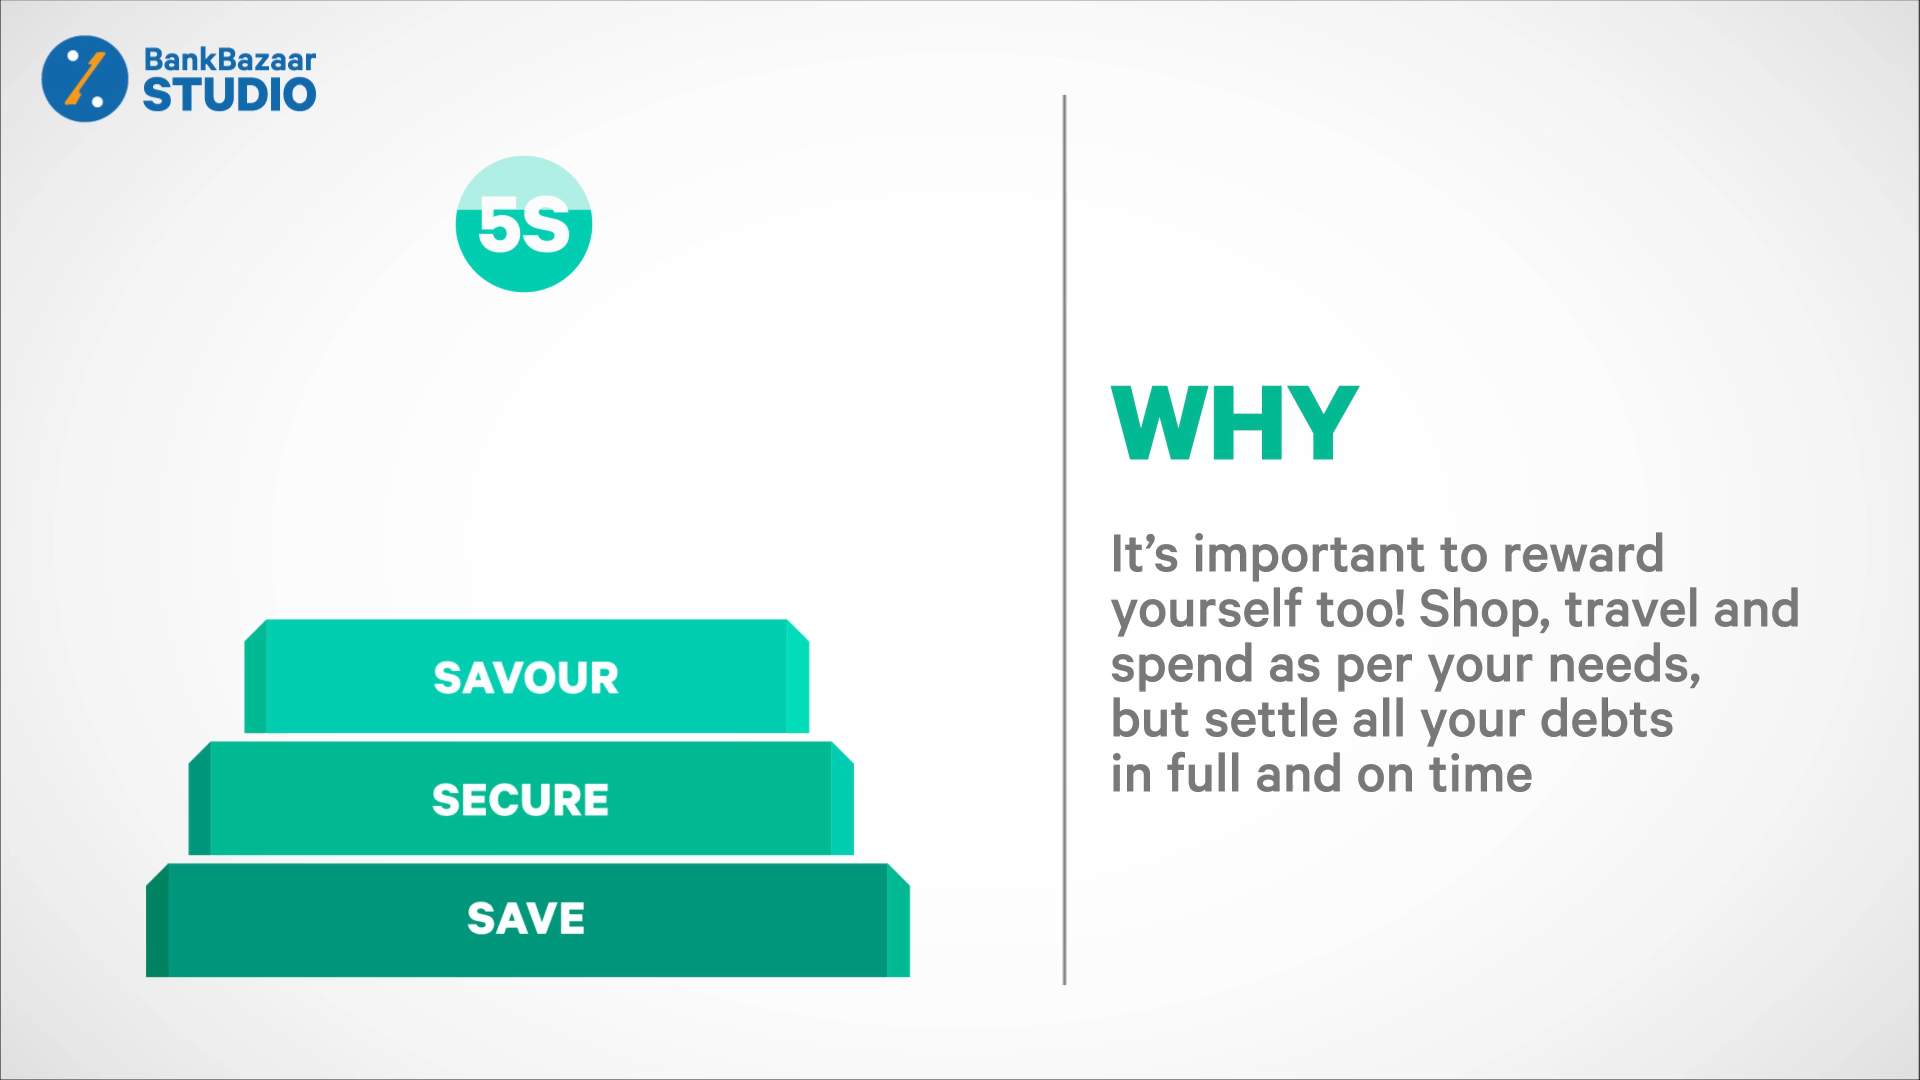 BankBazaar
STUDIO
5S
SAVOUR
SECURE
SAVE
WHY
It’s important to reward
yourself too! Shop, travel and
spend as per your needs,
but settle all your debts
in full and on time